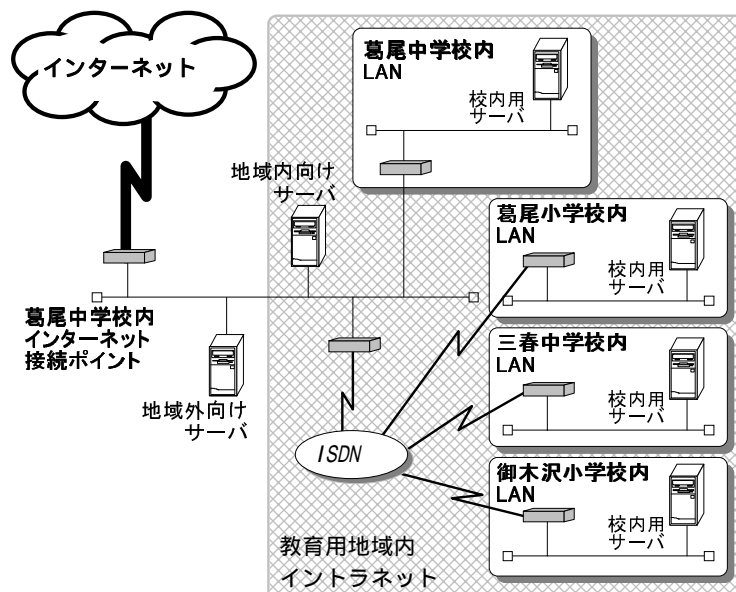 インターネット
葛尾中学校内
LAN
校内用
サーバ
地域内向け
サーバ
葛尾小学校内
LAN
校内用
サーバ
葛尾中学校内
インターネット
接続ポイント
地域外向け
サーバ
三春中学校内
LAN
校内用
サーバ
ISDN
御木沢小学校内
LAN
校内用
サーバ
教育用地域内
イントラネット